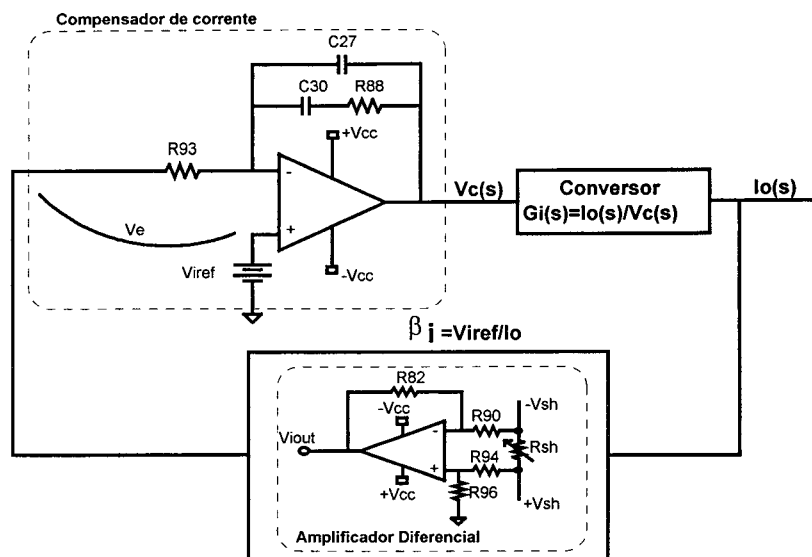 Compensador de corrente
C27
C30 R88
+Vcc
R93
-
+
Ve
Viref
-Vcc
Vc(s)
Conversor
Gi(s)=Io(s)/Vc(s)
Io(s)
βi =Viref/Io
R82
-Vcc
-Vsh
R90
Viout
-
Rsh
R94
+
+Vcc
R96
+Vsh
Amplificador Diferencial